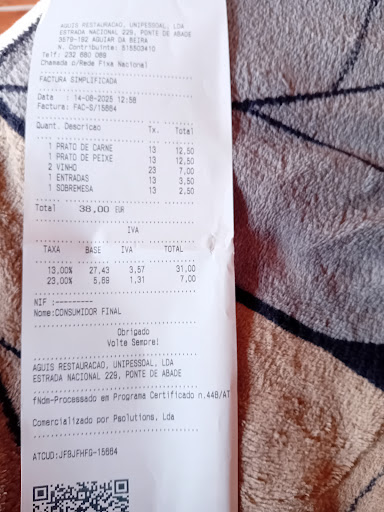 AGUIS RESTAURACAO, UNIPESSOAL, LDA
ESTRADA NACIONAL 229, PONTE DE ABADE
3570-192 AGUIAR DA BEIRA
N. Contribuinte: 515503410
Telf: 232 680 089
Chamada p/Rede Fixa Nacional
FACTURA SIMPLIFICADA
Data : 14-08-2025 12:58
Factura: FAC-S/15664
Quant. Descricao Tx. Total
1 PRATO DE CARNE 13 12,50
1 PRATO DE PEIXE 13 12,50
2 VINHO 23 7,00
1 ENTRADAS 13 3,50
1 SOBREMESA 13 2,50
Total 38,00 EUR
IVA
TAXA BASE IVA TOTAL
13,00% 27,43 3,57 31,00
23,00% 5,69 1,31 7,00
NIF :---------
Nome:CONSUMIDOR FINAL
Obrigado
Volte Sempre!
AGUIS RESTAURACAO, UNIPESSOAL, LDA
ESTRADA NACIONAL 229, PONTE DE ABADE
fNdm-Processado em Programa Certificado n.448/AT
Comercializado por Paolutions, Lda
ATCUD:JF9JFHFG-15664